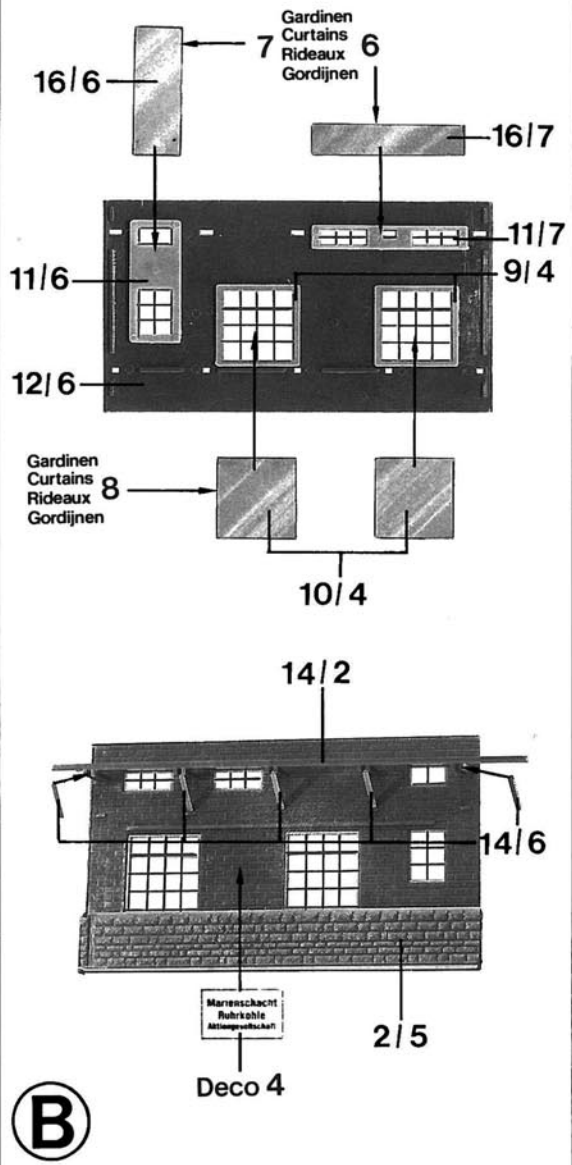 Gardinen
Curtains
Rideaux
Gordijnen
7
6
16/6
16/7
11/6
11/7
9/4
12/6
Gardinen
Curtains
Rideaux
Gordijnen
8
10/4
14/2
14/6
Marienschacht
Ruhrkohle
Aktiengesellschaft
2/5
Deco 4
B